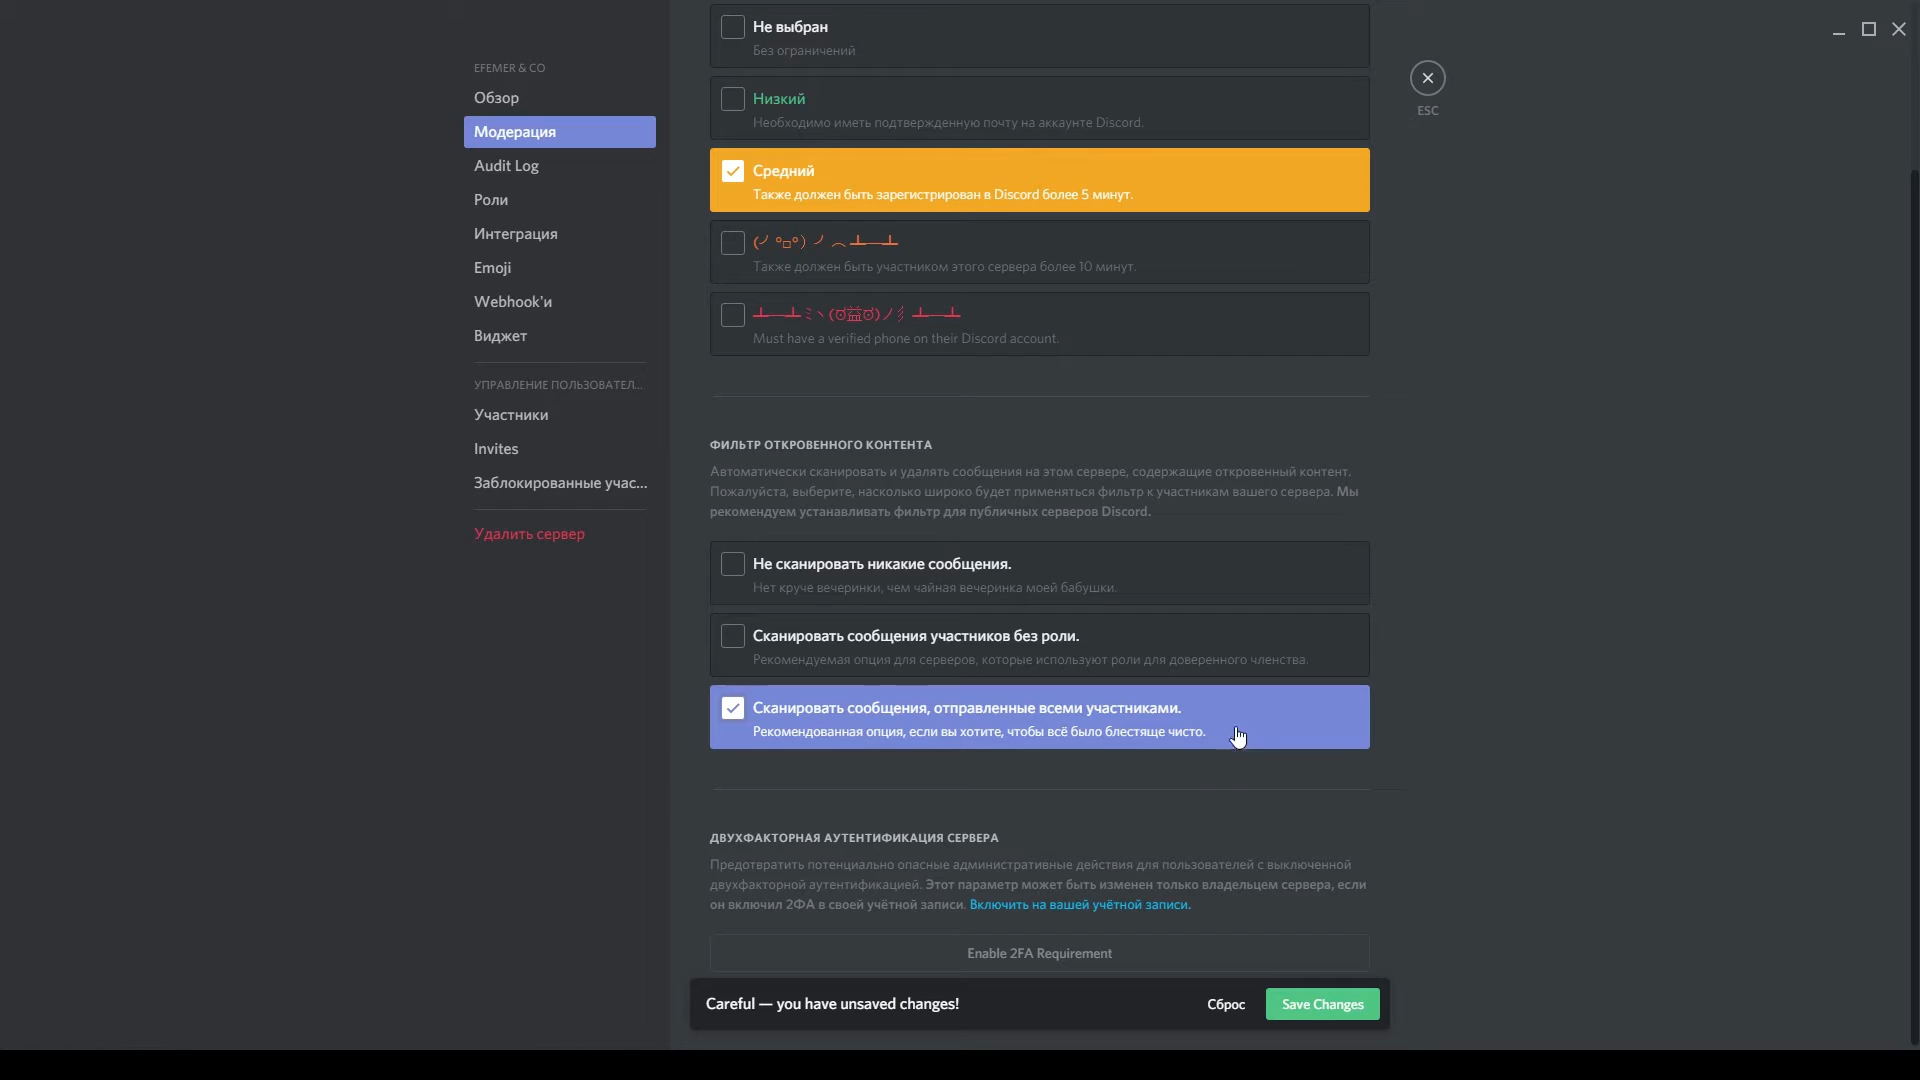 EFEMER & CO
Обзор
Модерация
Audit Log
Роли
Интеграция
Emoji
Webhook'и
Виджет
УПРАВЛЕНИЕ ПОЛЬЗОВАТЕЛ...
Участники
Invites
Заблокированные учас...
Удалить сервер
Не выбран
Без ограничений
Низкий
Необходимо иметь подтвержденную почту на аккаунте Discord.
Средний
Также должен быть зарегистрирован в Discord более 5 минут.
(╯°□°）╯︵ ┻━┻
Также должен быть участником этого сервера более 10 минут.
┻━┻ミヽ(ಠ益ಠ)ノ彡┻━┻
Must have a verified phone on their Discord account.
ФИЛЬТР ОТКРОВЕННОГО КОНТЕНТА
Автоматически сканировать и удалять сообщения на этом сервере, содержащие откровенный контент.
Пожалуйста, выберите, насколько широко будет применяться фильтр к участникам вашего сервера. Мы
рекомендуем устанавливать фильтр для публичных серверов Discord.
Не сканировать никакие сообщения.
Нет круче вечеринки, чем чайная вечеринка моей бабушки.
Сканировать сообщения участников без роли.
Рекомендуемая опция для серверов, которые используют роли для доверенного членства.
Сканировать сообщения, отправленные всеми участниками.
Рекомендованная опция, если вы хотите, чтобы всё было блестяще чисто.
ДВУХФАКТОРНАЯ АУТЕНТИФИКАЦИЯ СЕРВЕРА
Предотвратить потенциально опасные административные действия для пользователей с выключенной
двухфакторной аутентификацией. Этот параметр может быть изменен только владельцем сервера, если
он включил 2ФА в своей учётной записи. Включить на вашей учётной записи.
Enable 2FA Requirement
Careful — you have unsaved changes!
Сброс
Save Changes
ESC